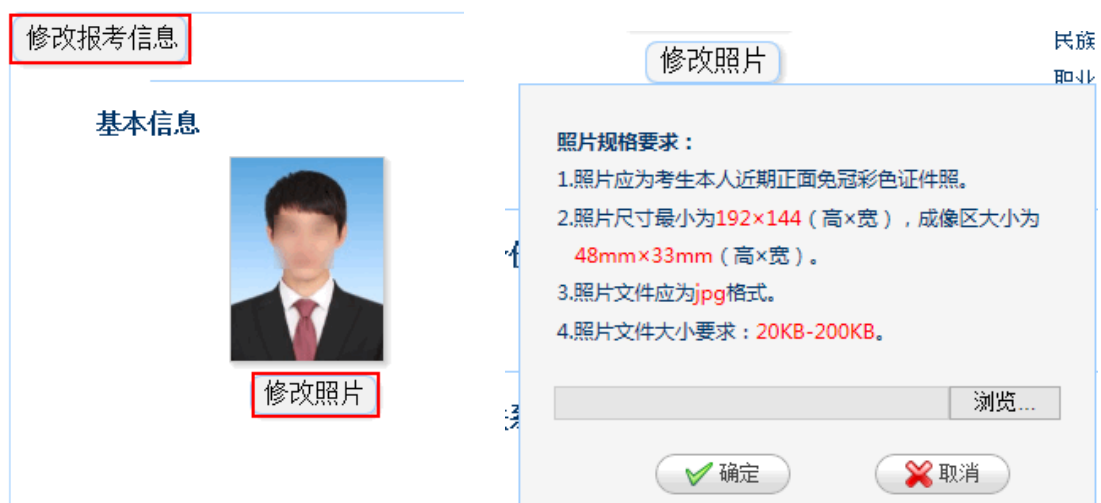 修改报考信息
基本信息
修改照片
修改照片
民族
职业
照片规格要求：
1.照片应为考生本人近期正面免冠彩色证件照。
2.照片尺寸最小为192×144（高×宽），成像区大小为
48mm×33mm（高×宽）。
3.照片文件应为jpg格式。
4.照片文件大小要求：20KB-200KB。
浏览...
确定
取消